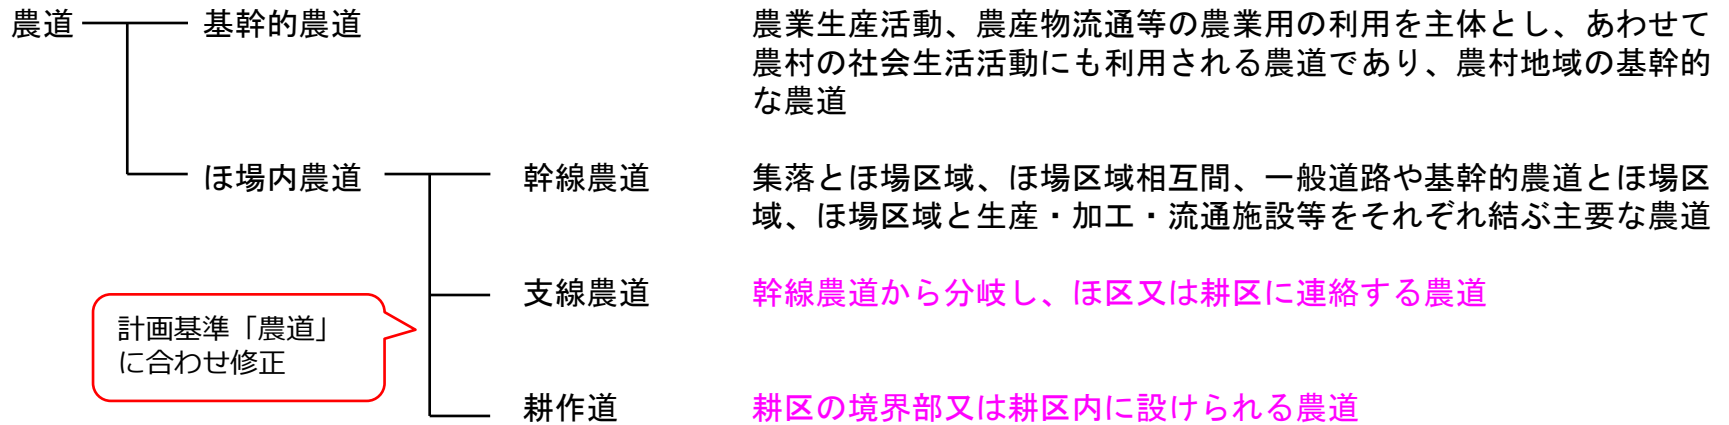 農道
基幹的農道
農業生産活動、農産物流通等の農業用の利用を主体とし、あわせて
農村の社会生活活動にも利用される農道であり、農村地域の基幹的
な農道
ほ場内農道
幹線農道
集落とほ場区域、ほ場区域相互間、一般道路や基幹的農道とほ場区
域、ほ場区域と生産・加工・流通施設等をそれぞれ結ぶ主要な農道
支線農道
幹線農道から分岐し、ほ区又は耕区に連絡する農道
計画基準「農道」
に合わせ修正
耕作道
耕区の境界部又は耕区内に設けられる農道